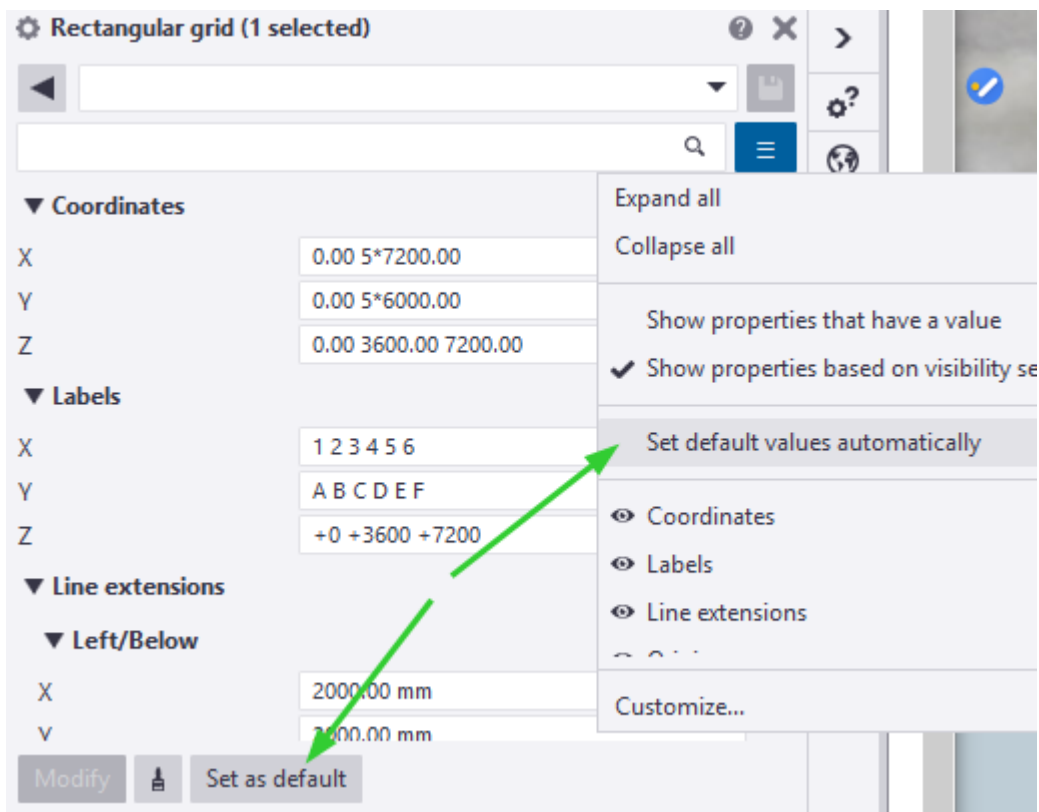 Rectangular grid (1 selected)
Coordinates
X 0.00 5*7200.00
Y 0.00 5*6000.00
Z 0.00 3600.00 7200.00
Labels
X 1 2 3 4 5 6
Y A B C D E F
Z +0 +3600 +7200
Line extensions
Left/Below
X 2000.00 mm
Y 2000.00 mm
Modify Set as default
Expand all
Collapse all
Show properties that have a value
Show properties based on visibility se
Set default values automatically
Coordinates
Labels
Line extensions
Customize...